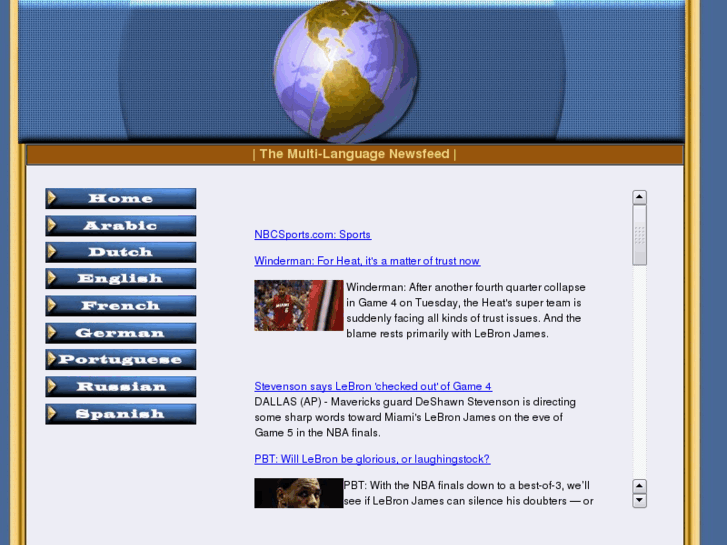 | The Multi-Language Newsfeed |
Home
Arabic
Dutch
English
French
German
Portuguese
Russian
Spanish
NBCSports.com: Sports
Winderman: For Heat, it's a matter of trust now
Winderman: After another fourth quarter collapse
in Game 4 on Tuesday, the Heat's super team is
suddenly facing all kinds of trust issues. And the
blame rests primarily with LeBron James.
Stevenson says LeBron 'checked out' of Game 4
DALLAS (AP) - Mavericks guard DeShawn Stevenson is directing
some sharp words toward Miami's LeBron James on the eve of
Game 5 in the NBA finals.
PBT: Will LeBron be glorious, or laughingstock?
PBT: With the NBA finals down to a best-of-3, we'll
see if LeBron James can silence his doubters — or